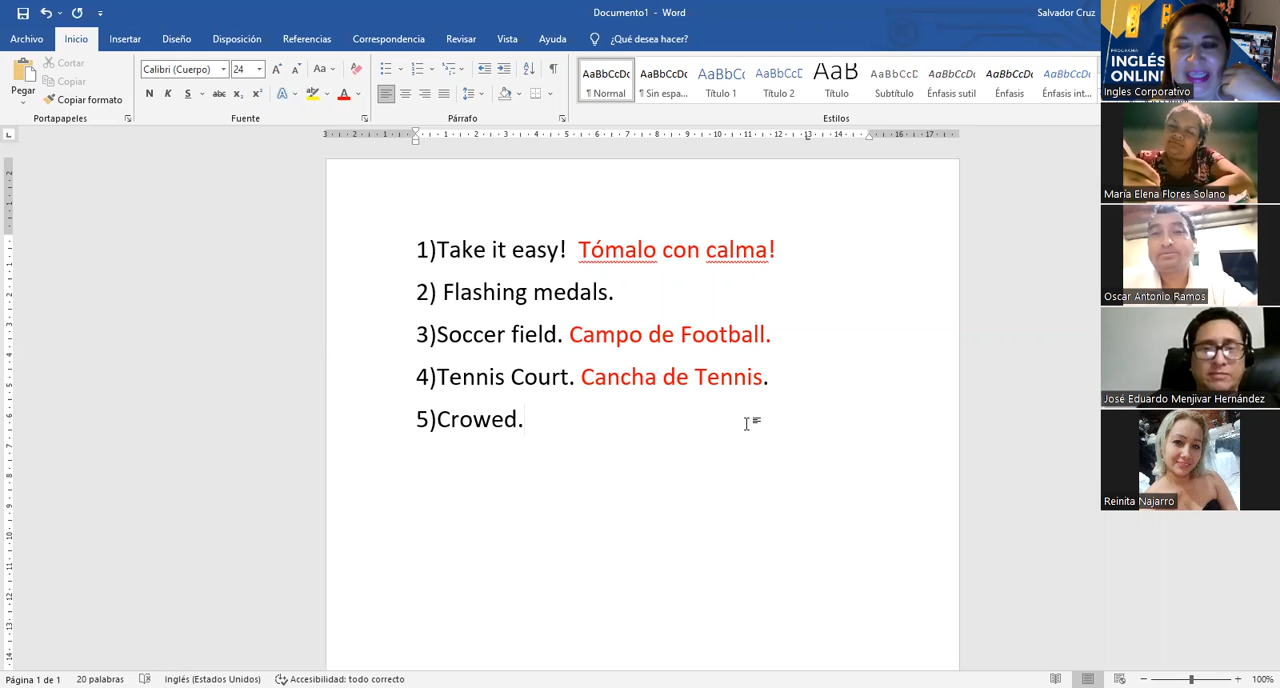 Documento1 - Word
Salvador Cruz
Archivo Inicio Insertar Diseño Disposición Referencias Correspondencia Revisar Vista Ayuda ¿Qué desea hacer?
Pegar
Cortar
Copiar
Copiar formato
Portapapeles
Calibri (Cuerpo) 24
Fuente
Párrafo
AaBbCcDc AaBbCcDc AaBbCc AaBbCcD AaB AaBbCcD AaBbCcDc AaBbCcDc AaBbCcDc
¶ Normal ¶ Sin espa... Título 1 Título 2 Título Subtítulo Énfasis sutil Énfasis Énfasis int...
Estilos
1)Take it easy! Tómalo con calma!
2) Flashing medals.
3)Soccer field. Campo de Football.
4)Tennis Court. Cancha de Tennis.
5)Crowed.
PROGRAMA
INGLÉS
ONLINE
Ingles Corporativo
María Elena Flores Solano
Oscar Antonio Ramos
José Eduardo Menjivar Hernández
Reinita Najarro
Página 1 de 1 20 palabras Inglés (Estados Unidos) Accesibilidad: todo correcto 100%